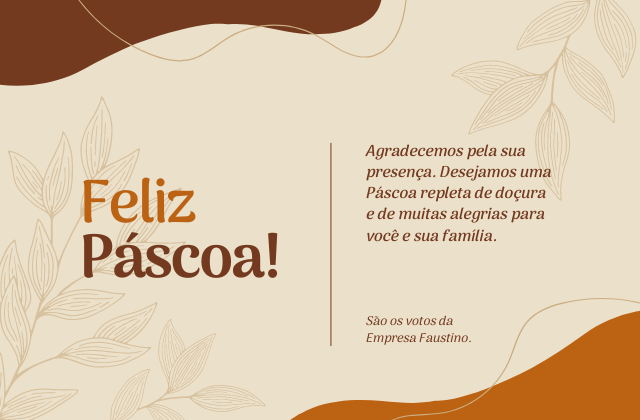 Feliz
Páscoa!
Agradecemos pela sua
presença. Desejamos uma
Páscoa repleta de doçura
e de muitas alegrias para
você e sua família.
São os votos da
Empresa Faustino.